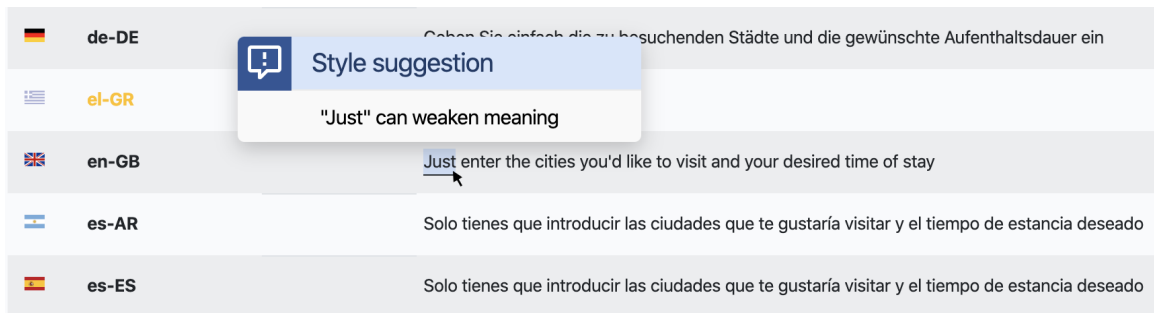 de-DE Geben Sie einfach die zu besuchenden Städte und die gewünschte Aufenthaltsdauer ein
Style suggestion
el-GR
"Just" can weaken meaning
en-GB Just enter the cities you'd like to visit and your desired time of stay
es-AR Solo tienes que introducir las ciudades que te gustaría visitar y el tiempo de estancia deseado
es-ES Solo tienes que introducir las ciudades que te gustaría visitar y el tiempo de estancia deseado